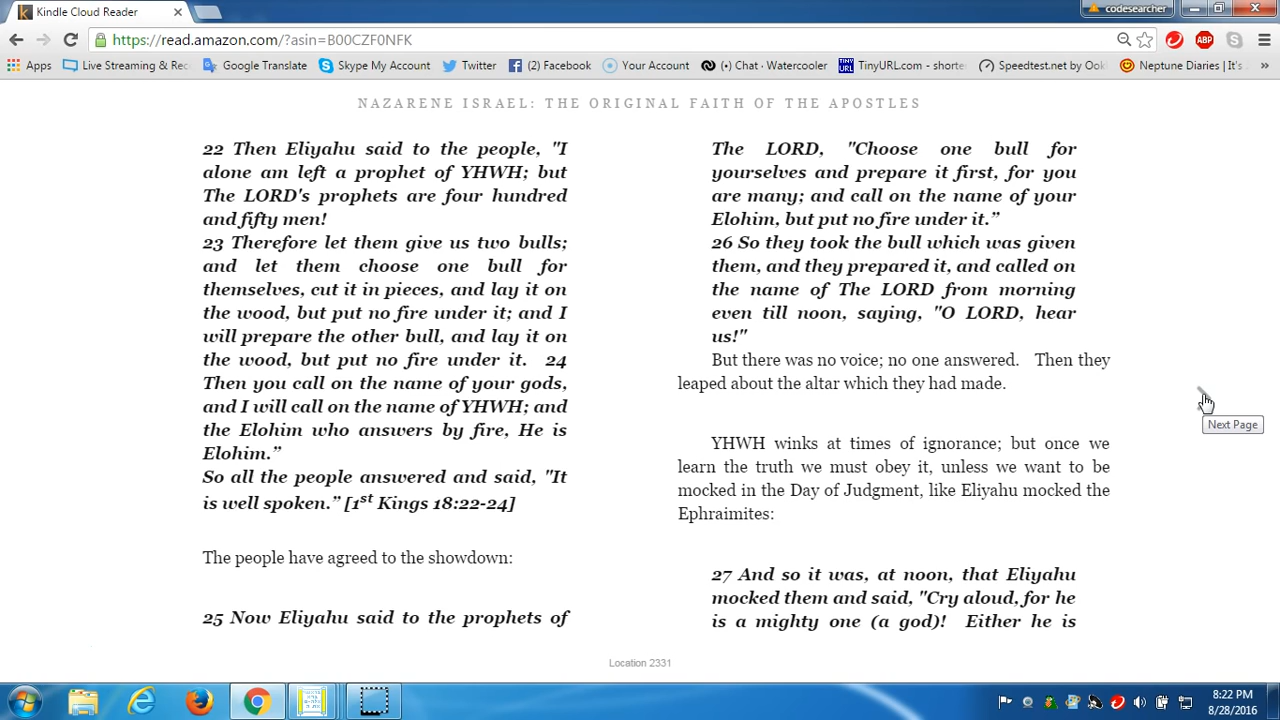 Kindle Cloud Reader
codesearcher
https://read.amazon.com/?asin=B00CZF0NFK
ABP
Apps
Live Streaming & Rec
Google Translate
Skype My Account
Twitter
(2) Facebook
Your Account
(•) Chat · Watercooler
TINY URL
TinyURL.com - shorte
Speedtest.net by Ookl
Neptune Diaries | It's
»
NAZARENE ISRAEL: THE ORIGINAL FAITH OF THE APOSTLES
22 Then Eliyahu said to the people, "I
alone am left a prophet of YHWH; but
The LORD's prophets are four hundred
and fifty men!
23 Therefore let them give us two bulls;
and let them choose one bull for
themselves, cut it in pieces, and lay it on
the wood, but put no fire under it; and I
will prepare the other bull, and lay it on
the wood, but put no fire under it. 24
Then you call on the name of your gods,
and I will call on the name of YHWH; and
the Elohim who answers by fire, He is
Elohim.”
So all the people answered and said, "It
is well spoken.” [1st Kings 18:22-24]
The people have agreed to the showdown:
25 Now Eliyahu said to the prophets of
The LORD, "Choose one bull for
yourselves and prepare it first, for you
are many; and call on the name of your
Elohim, but put no fire under it.”
26 So they took the bull which was given
them, and they prepared it, and called on
the name of The LORD from morning
even till noon, saying, "O LORD, hear
us!"
But there was no voice; no one answered. Then they
leaped about the altar which they had made.
YHWH winks at times of ignorance; but once we
learn the truth we must obey it, unless we want to be
mocked in the Day of Judgment, like Eliyahu mocked the
Ephraimites:
27 And so it was, at noon, that Eliyahu
mocked them and said, "Cry aloud, for he
is a mighty one (a god)! Either he is
Next Page
Location 2331
8:22 PM
8/28/2016